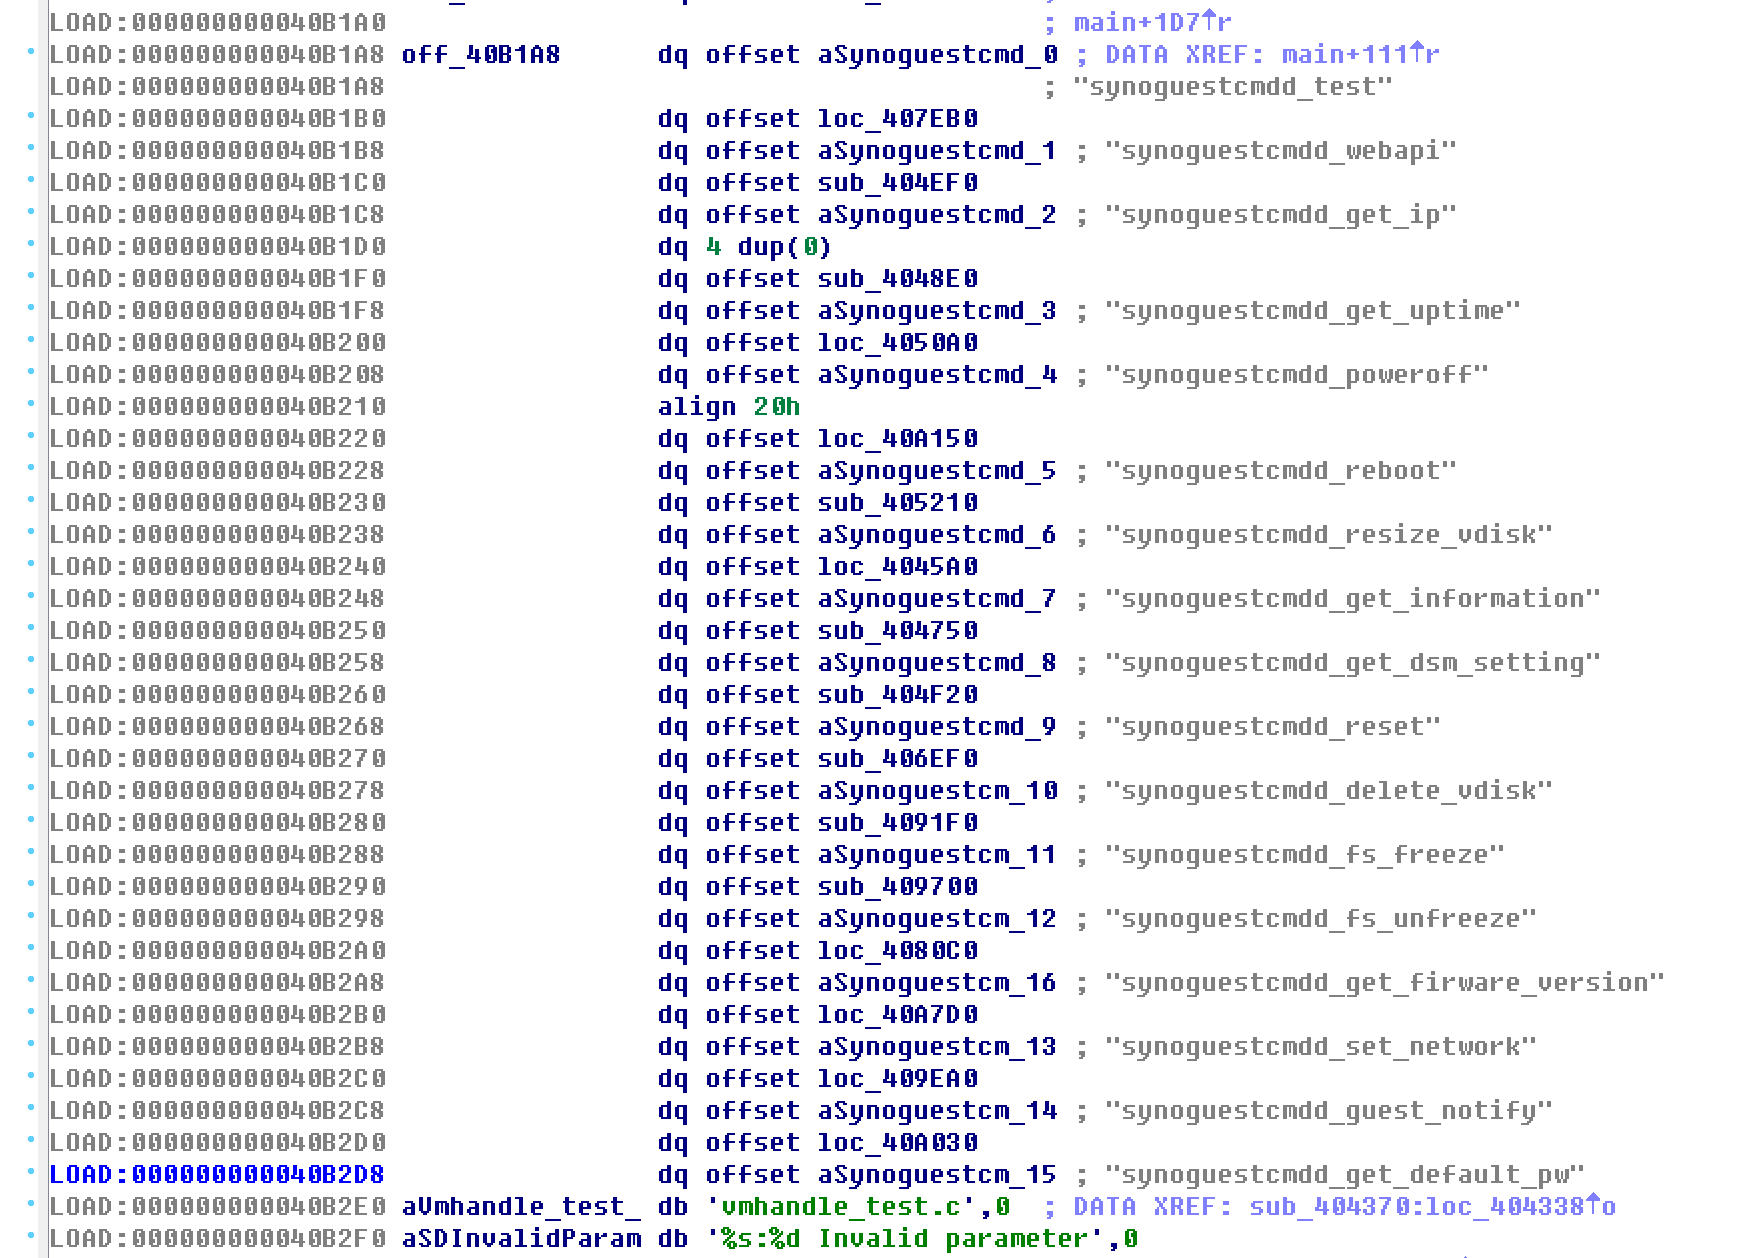 LOAD:000000000040B1A0 ; main+1D7↑r
LOAD:000000000040B1A8 off_40B1A8 dq offset aSynoguestcmd_0 ; DATA XREF: main+111↑r
LOAD:000000000040B1A8 ; "synoguestcmdd_test"
LOAD:000000000040B1B0 dq offset loc_407EB0
LOAD:000000000040B1B8 dq offset aSynoguestcmd_1 ; "synoguestcmdd_webapi"
LOAD:000000000040B1C0 dq offset sub_404EF0
LOAD:000000000040B1C8 dq offset aSynoguestcmd_2 ; "synoguestcmdd_get_ip"
LOAD:000000000040B1D0 dq 4 dup(0)
LOAD:000000000040B1F0 dq offset sub_4048E0
LOAD:000000000040B1F8 dq offset aSynoguestcmd_3 ; "synoguestcmdd_get_uptime"
LOAD:000000000040B200 dq offset loc_4050A0
LOAD:000000000040B208 dq offset aSynoguestcmd_4 ; "synoguestcmdd_poweroff"
LOAD:000000000040B210 align 20h
LOAD:000000000040B220 dq offset loc_40A150
LOAD:000000000040B228 dq offset aSynoguestcmd_5 ; "synoguestcmdd_reboot"
LOAD:000000000040B230 dq offset sub_405210
LOAD:000000000040B238 dq offset aSynoguestcmd_6 ; "synoguestcmdd_resize_vdisk"
LOAD:000000000040B240 dq offset loc_4045A0
LOAD:000000000040B248 dq offset aSynoguestcmd_7 ; "synoguestcmdd_get_information"
LOAD:000000000040B250 dq offset sub_404750
LOAD:000000000040B258 dq offset aSynoguestcmd_8 ; "synoguestcmdd_get_dsm_setting"
LOAD:000000000040B260 dq offset sub_404F20
LOAD:000000000040B268 dq offset aSynoguestcmd_9 ; "synoguestcmdd_reset"
LOAD:000000000040B270 dq offset sub_406EF0
LOAD:000000000040B278 dq offset aSynoguestcm_10 ; "synoguestcmdd_delete_vdisk"
LOAD:000000000040B280 dq offset sub_4091F0
LOAD:000000000040B288 dq offset aSynoguestcm_11 ; "synoguestcmdd_fs_freeze"
LOAD:000000000040B290 dq offset sub_409700
LOAD:000000000040B298 dq offset aSynoguestcm_12 ; "synoguestcmdd_fs_unfreeze"
LOAD:000000000040B2A0 dq offset loc_4080C0
LOAD:000000000040B2A8 dq offset aSynoguestcm_16 ; "synoguestcmdd_get_firware_version"
LOAD:000000000040B2B0 dq offset loc_40A7D0
LOAD:000000000040B2B8 dq offset aSynoguestcm_13 ; "synoguestcmdd_set_network"
LOAD:000000000040B2C0 dq offset loc_409EA0
LOAD:000000000040B2C8 dq offset aSynoguestcm_14 ; "synoguestcmdd_guest_notify"
LOAD:000000000040B2D0 dq offset loc_40A030
LOAD:000000000040B2D8 dq offset aSynoguestcm_15 ; "synoguestcmdd_get_default_pw"
LOAD:000000000040B2E0 aVmhandle_test_ db 'vmhandle_test.c',0 ; DATA XREF: sub_404370:loc_404338↑o
LOAD:000000000040B2F0 aSDInvalidParam db '%s:%d Invalid parameter',0